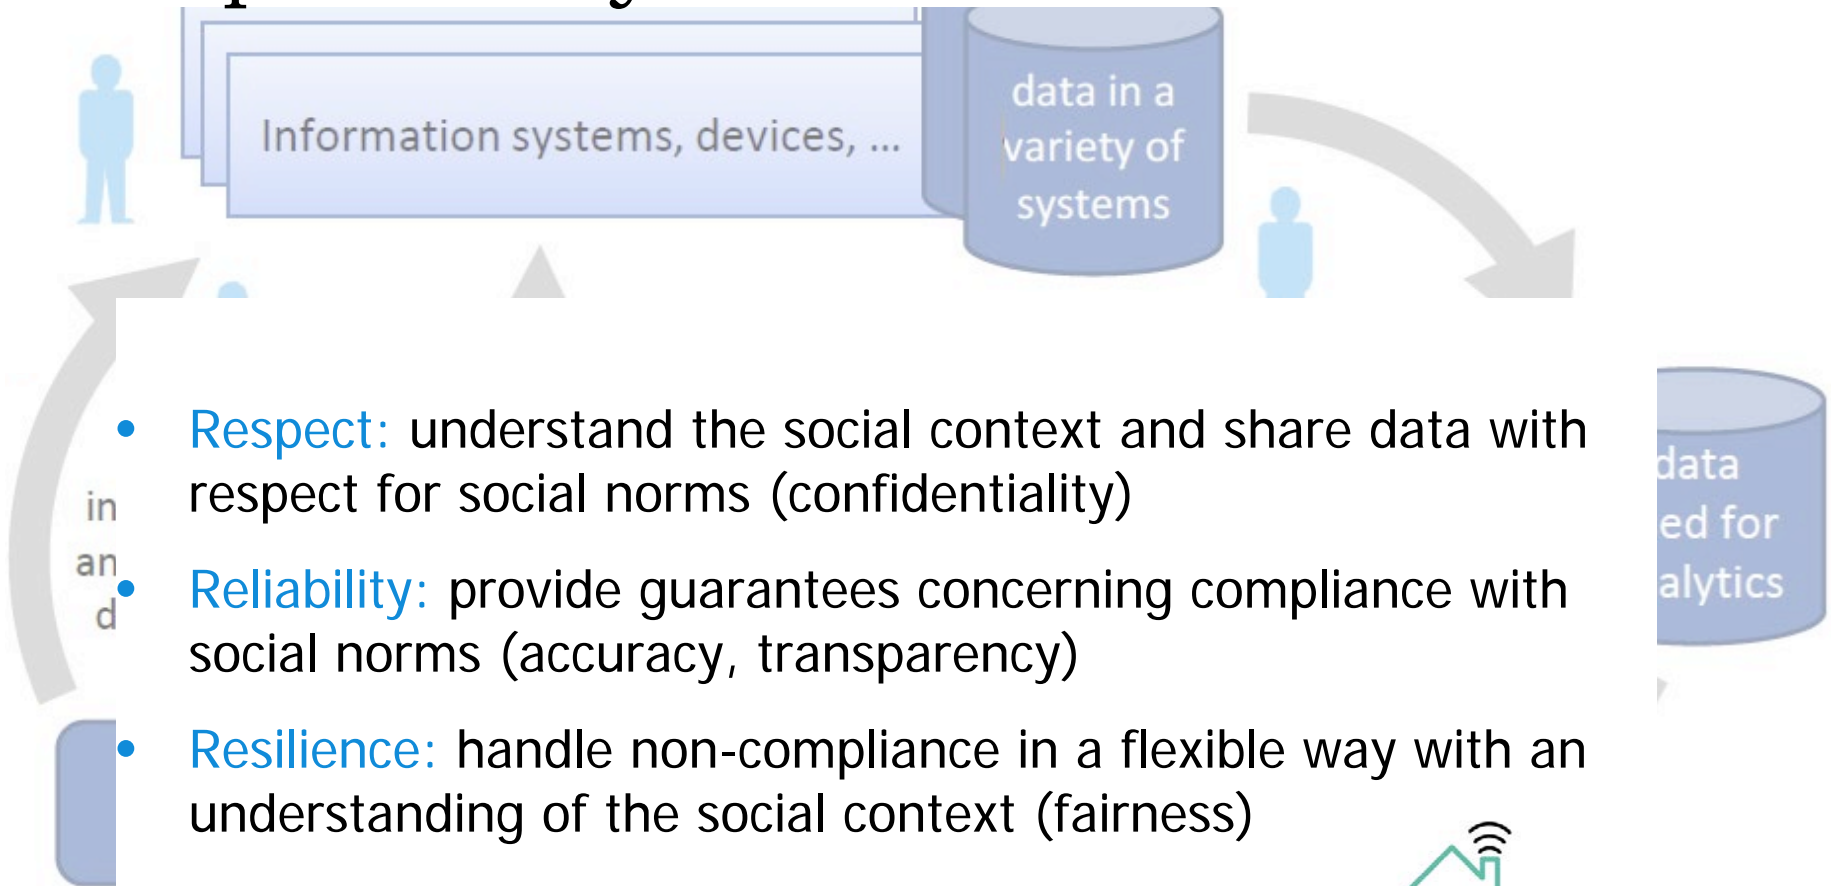 Information systems, devices, ...
data in a
variety of
systems
• Respect: understand the social context and share data with
respect for social norms (confidentiality)
• Reliability: provide guarantees concerning compliance with
social norms (accuracy, transparency)
• Resilience: handle non-compliance in a flexible way with an
understanding of the social context (fairness)
in
an
d
data
ed for
alytics